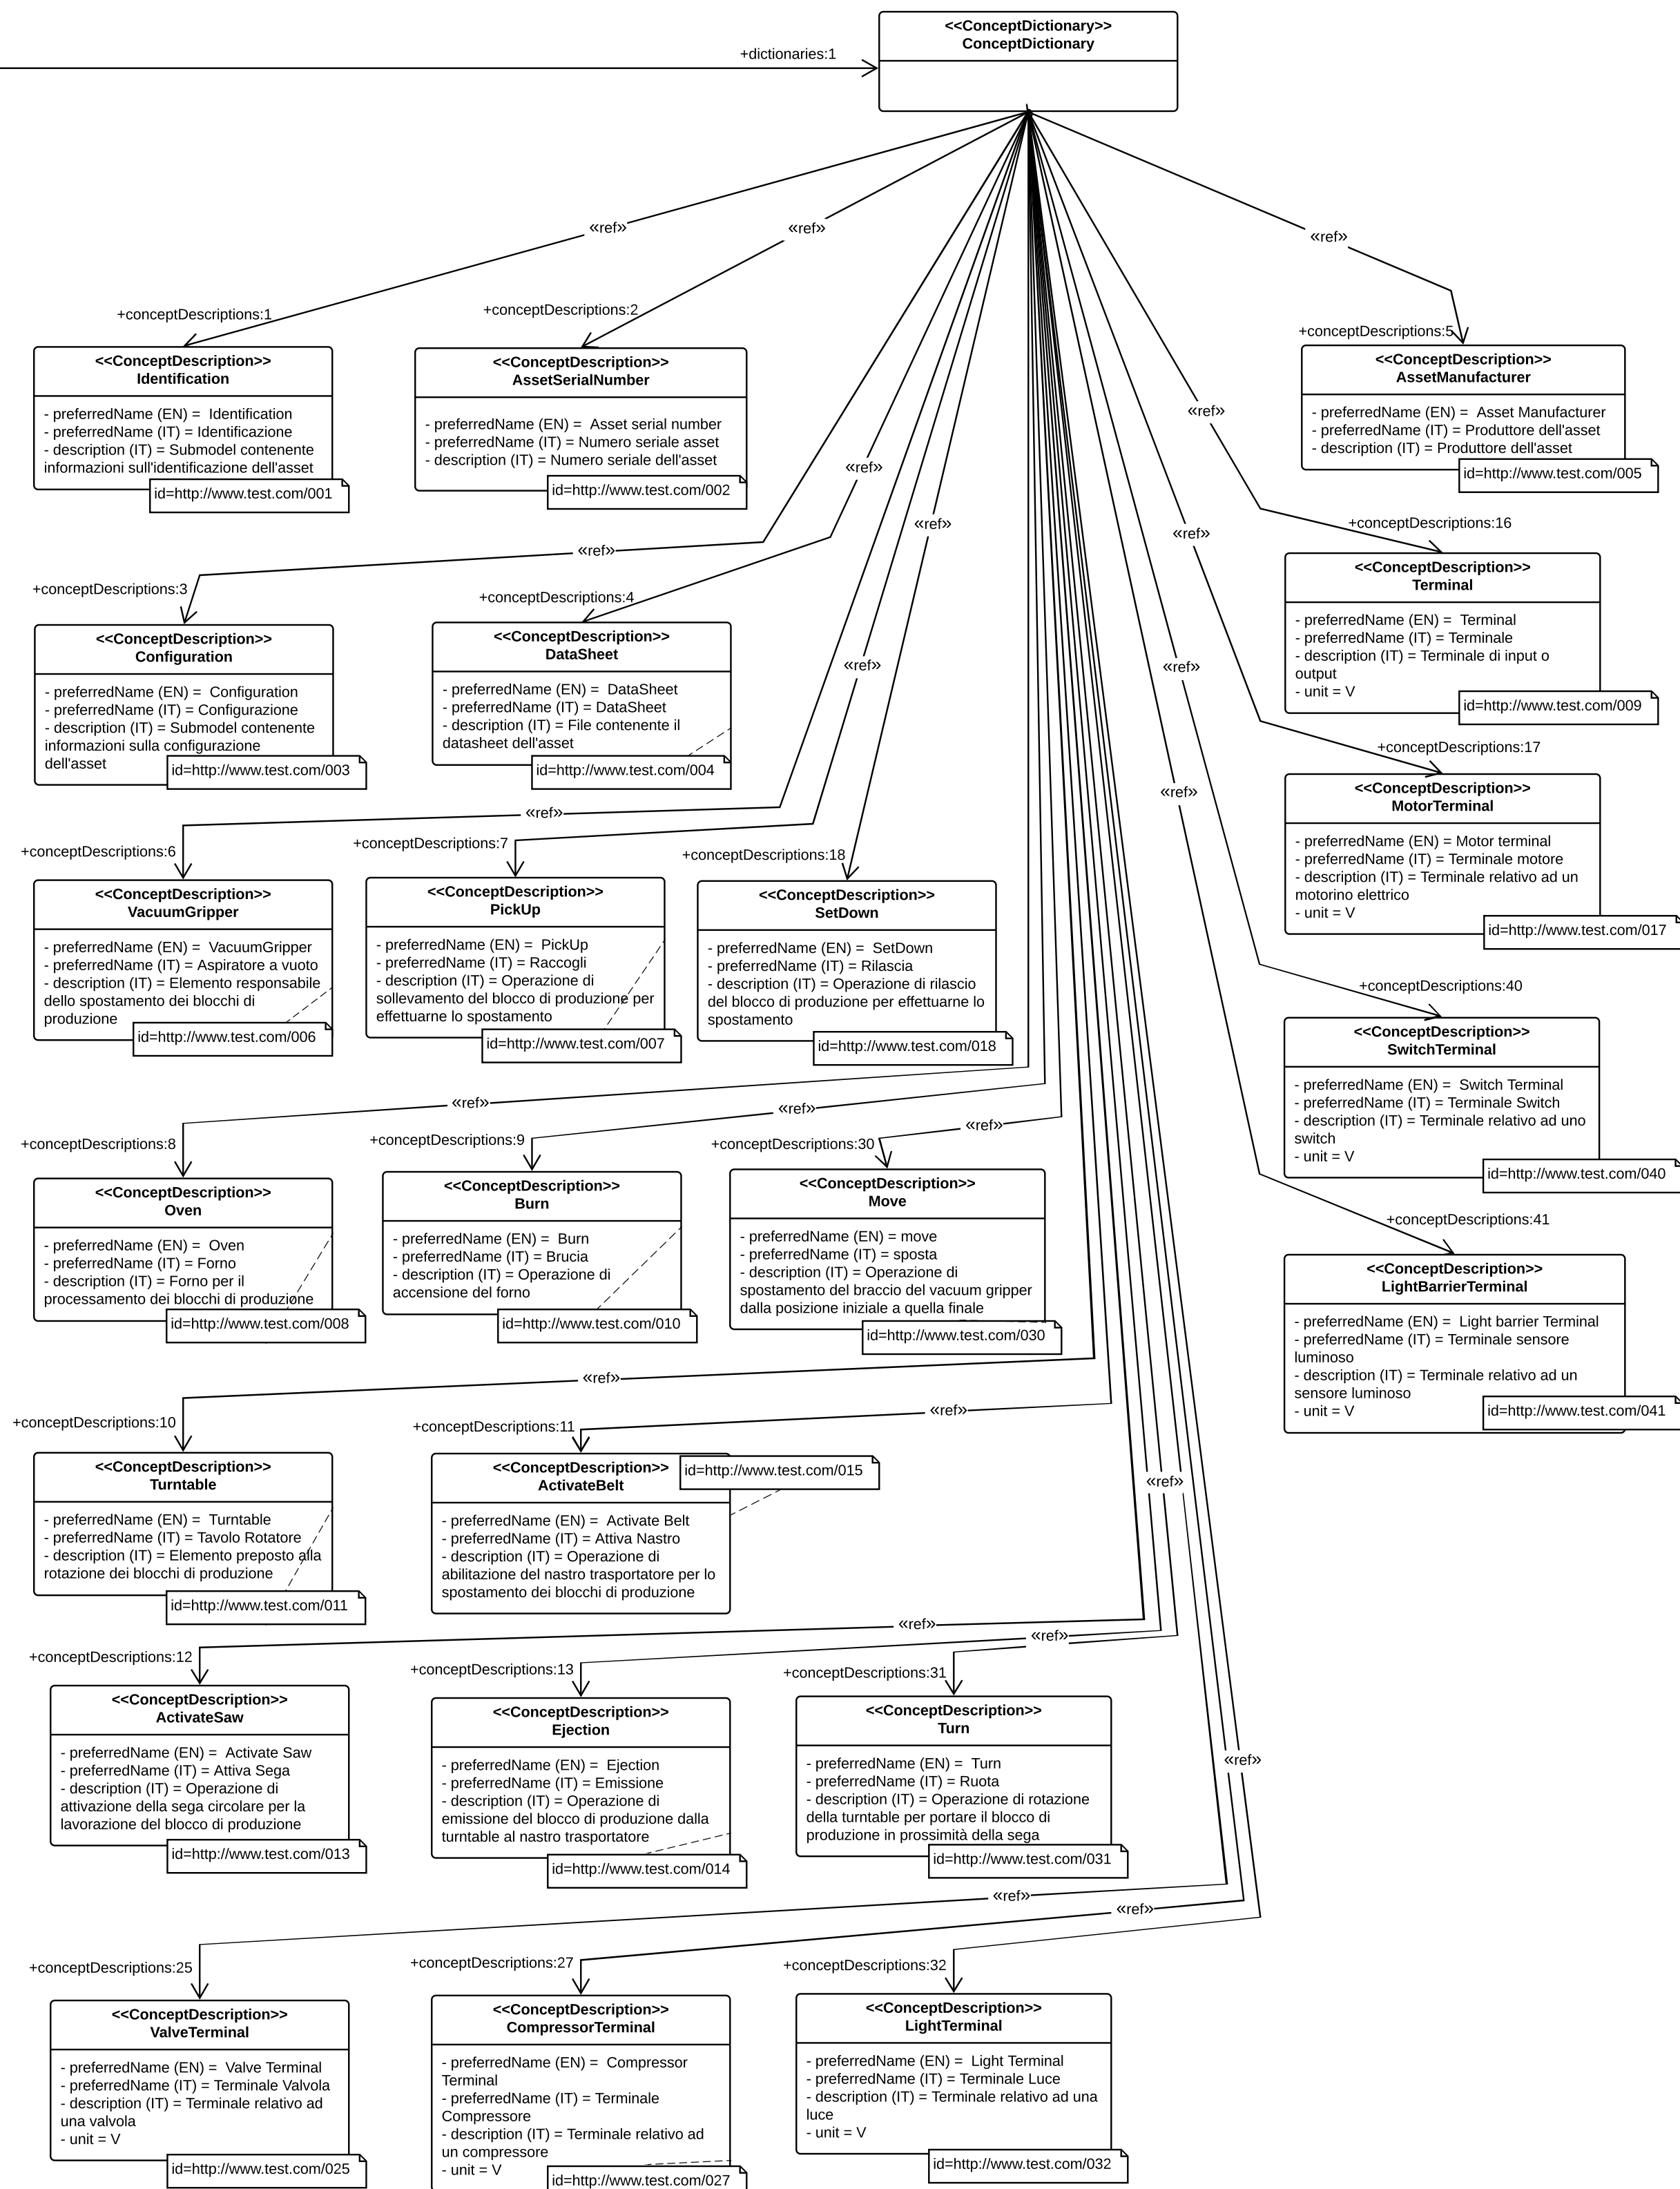 <<ConceptDictionary>>
ConceptDictionary
+dictionaries:1
«ref»
«ref»
«ref»
+conceptDescriptions:1
<<ConceptDescription>>
Identification
- preferredName (EN) =  Identification
- preferredName (IT) = Identificazione
- description (IT) = Submodel contenente
informazioni sull'identificazione dell'asset
id=http://www.test.com/001
+conceptDescriptions:2
<<ConceptDescription>>
AssetSerialNumber
- preferredName (EN) =  Asset serial number
- preferredName (IT) = Numero seriale asset
- description (IT) = Numero seriale dell'asset
id=http://www.test.com/002
+conceptDescriptions:5
<<ConceptDescription>>
AssetManufacturer
- preferredName (EN) =  Asset Manufacturer
- preferredName (IT) = Produttore dell'asset
- description (IT) = Produttore dell'asset
id=http://www.test.com/005
«ref»
«ref»
«ref»
«ref»
«ref»
+conceptDescriptions:3
<<ConceptDescription>>
Configuration
- preferredName (EN) =  Configuration
- preferredName (IT) = Configurazione
- description (IT) = Submodel contenente
informazioni sulla configurazione
dell'asset
id=http://www.test.com/003
+conceptDescriptions:4
<<ConceptDescription>>
DataSheet
- preferredName (EN) =  DataSheet
- preferredName (IT) = DataSheet
- description (IT) = File contenente il
datasheet dell'asset
id=http://www.test.com/004
+conceptDescriptions:16
<<ConceptDescription>>
Terminal
- preferredName (EN) =  Terminal
- preferredName (IT) = Terminale
- description (IT) = Terminale di input o
output
- unit = V
id=http://www.test.com/009
«ref»
«ref»
«ref»
«ref»
+conceptDescriptions:17
<<ConceptDescription>>
MotorTerminal
- preferredName (EN) = Motor terminal
- preferredName (IT) = Terminale motore
- description (IT) = Terminale relativo ad un
motorino elettrico
- unit = V
id=http://www.test.com/017
+conceptDescriptions:6
<<ConceptDescription>>
VacuumGripper
- preferredName (EN) =  VacuumGripper
- preferredName (IT) = Aspiratore a vuoto
- description (IT) = Elemento responsabile
dello spostamento dei blocchi di
produzione
id=http://www.test.com/006
+conceptDescriptions:7
<<ConceptDescription>>
PickUp
- preferredName (EN) =  PickUp
- preferredName (IT) = Raccogli
- description (IT) = Operazione di
sollevamento del blocco di produzione per
effettuarne lo spostamento
id=http://www.test.com/007
+conceptDescriptions:18
<<ConceptDescription>>
SetDown
- preferredName (EN) =  SetDown
- preferredName (IT) = Rilascia
- description (IT) = Operazione di rilascio
del blocco di produzione per effettuarne lo
spostamento
id=http://www.test.com/018
+conceptDescriptions:40
<<ConceptDescription>>
SwitchTerminal
- preferredName (EN) =  Switch Terminal
- preferredName (IT) = Terminale Switch
- description (IT) = Terminale relativo ad uno
switch
- unit = V
id=http://www.test.com/040
«ref»
«ref»
«ref»
+conceptDescriptions:8
<<ConceptDescription>>
Oven
- preferredName (EN) =  Oven
- preferredName (IT) = Forno
- description (IT) = Forno per il
processamento dei blocchi di produzione
id=http://www.test.com/008
+conceptDescriptions:9
<<ConceptDescription>>
Burn
- preferredName (EN) =  Burn
- preferredName (IT) = Brucia
- description (IT) = Operazione di
accensione del forno
id=http://www.test.com/010
+conceptDescriptions:30
<<ConceptDescription>>
Move
- preferredName (EN) = move
- preferredName (IT) = sposta
- description (IT) = Operazione di
spostamento del braccio del vacuum gripper
dalla posizione iniziale a quella finale
id=http://www.test.com/030
+conceptDescriptions:41
<<ConceptDescription>>
LightBarrierTerminal
- preferredName (EN) =  Light barrier Terminal
- preferredName (IT) = Terminale sensore
luminoso
- description (IT) = Terminale relativo ad un
sensore luminoso
- unit = V
id=http://www.test.com/041
«ref»
«ref»
«ref»
+conceptDescriptions:10
<<ConceptDescription>>
Turntable
- preferredName (EN) =  Turntable
- preferredName (IT) = Tavolo Rotatore
- description (IT) = Elemento preposto alla
rotazione dei blocchi di produzione
id=http://www.test.com/011
+conceptDescriptions:11
<<ConceptDescription>>
ActivateBelt
id=http://www.test.com/015
- preferredName (EN) =  Activate Belt
- preferredName (IT) = Attiva Nastro
- description (IT) = Operazione di
abilitazione del nastro trasportatore per lo
spostamento dei blocchi di produzione
«ref»
«ref»
+conceptDescriptions:12
<<ConceptDescription>>
ActivateSaw
- preferredName (EN) =  Activate Saw
- preferredName (IT) = Attiva Sega
- description (IT) = Operazione di
attivazione della sega circolare per la
lavorazione del blocco di produzione
id=http://www.test.com/013
+conceptDescriptions:13
<<ConceptDescription>>
Ejection
- preferredName (EN) =  Ejection
- preferredName (IT) = Emissione
- description (IT) = Operazione di
emissione del blocco di produzione dalla
turntable al nastro trasportatore
id=http://www.test.com/014
+conceptDescriptions:31
<<ConceptDescription>>
Turn
- preferredName (EN) =  Turn
- preferredName (IT) = Ruota
- description (IT) = Operazione di rotazione
della turntable per portare il blocco di
produzione in prossimità della sega
id=http://www.test.com/031
«ref»
«ref»
«ref»
+conceptDescriptions:25
<<ConceptDescription>>
ValveTerminal
- preferredName (EN) =  Valve Terminal
- preferredName (IT) = Terminale Valvola
- description (IT) = Terminale relativo ad
una valvola
- unit = V
id=http://www.test.com/025
+conceptDescriptions:27
<<ConceptDescription>>
CompressorTerminal
- preferredName (EN) =  Compressor
Terminal
- preferredName (IT) = Terminale
Compressore
- description (IT) = Terminale relativo ad
un compressore
- unit = V
id=http://www.test.com/027
+conceptDescriptions:32
<<ConceptDescription>>
LightTerminal
- preferredName (EN) =  Light Terminal
- preferredName (IT) = Terminale Luce
- description (IT) = Terminale relativo ad una
luce
- unit = V
id=http://www.test.com/032